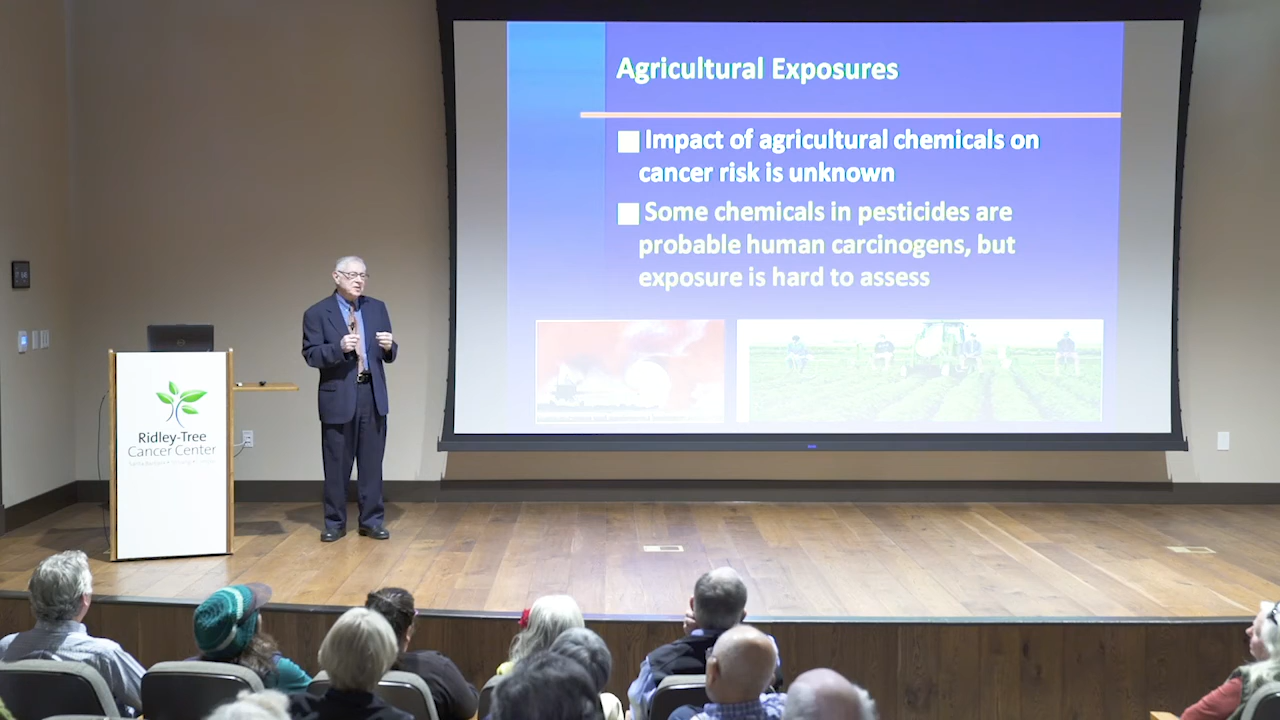 Agricultural Exposures
Impact of agricultural chemicals on
cancer risk is unknown
Some chemicals in pesticides are
probable human carcinogens, but
exposure is hard to assess
Ridley-Tree
Cancer Center